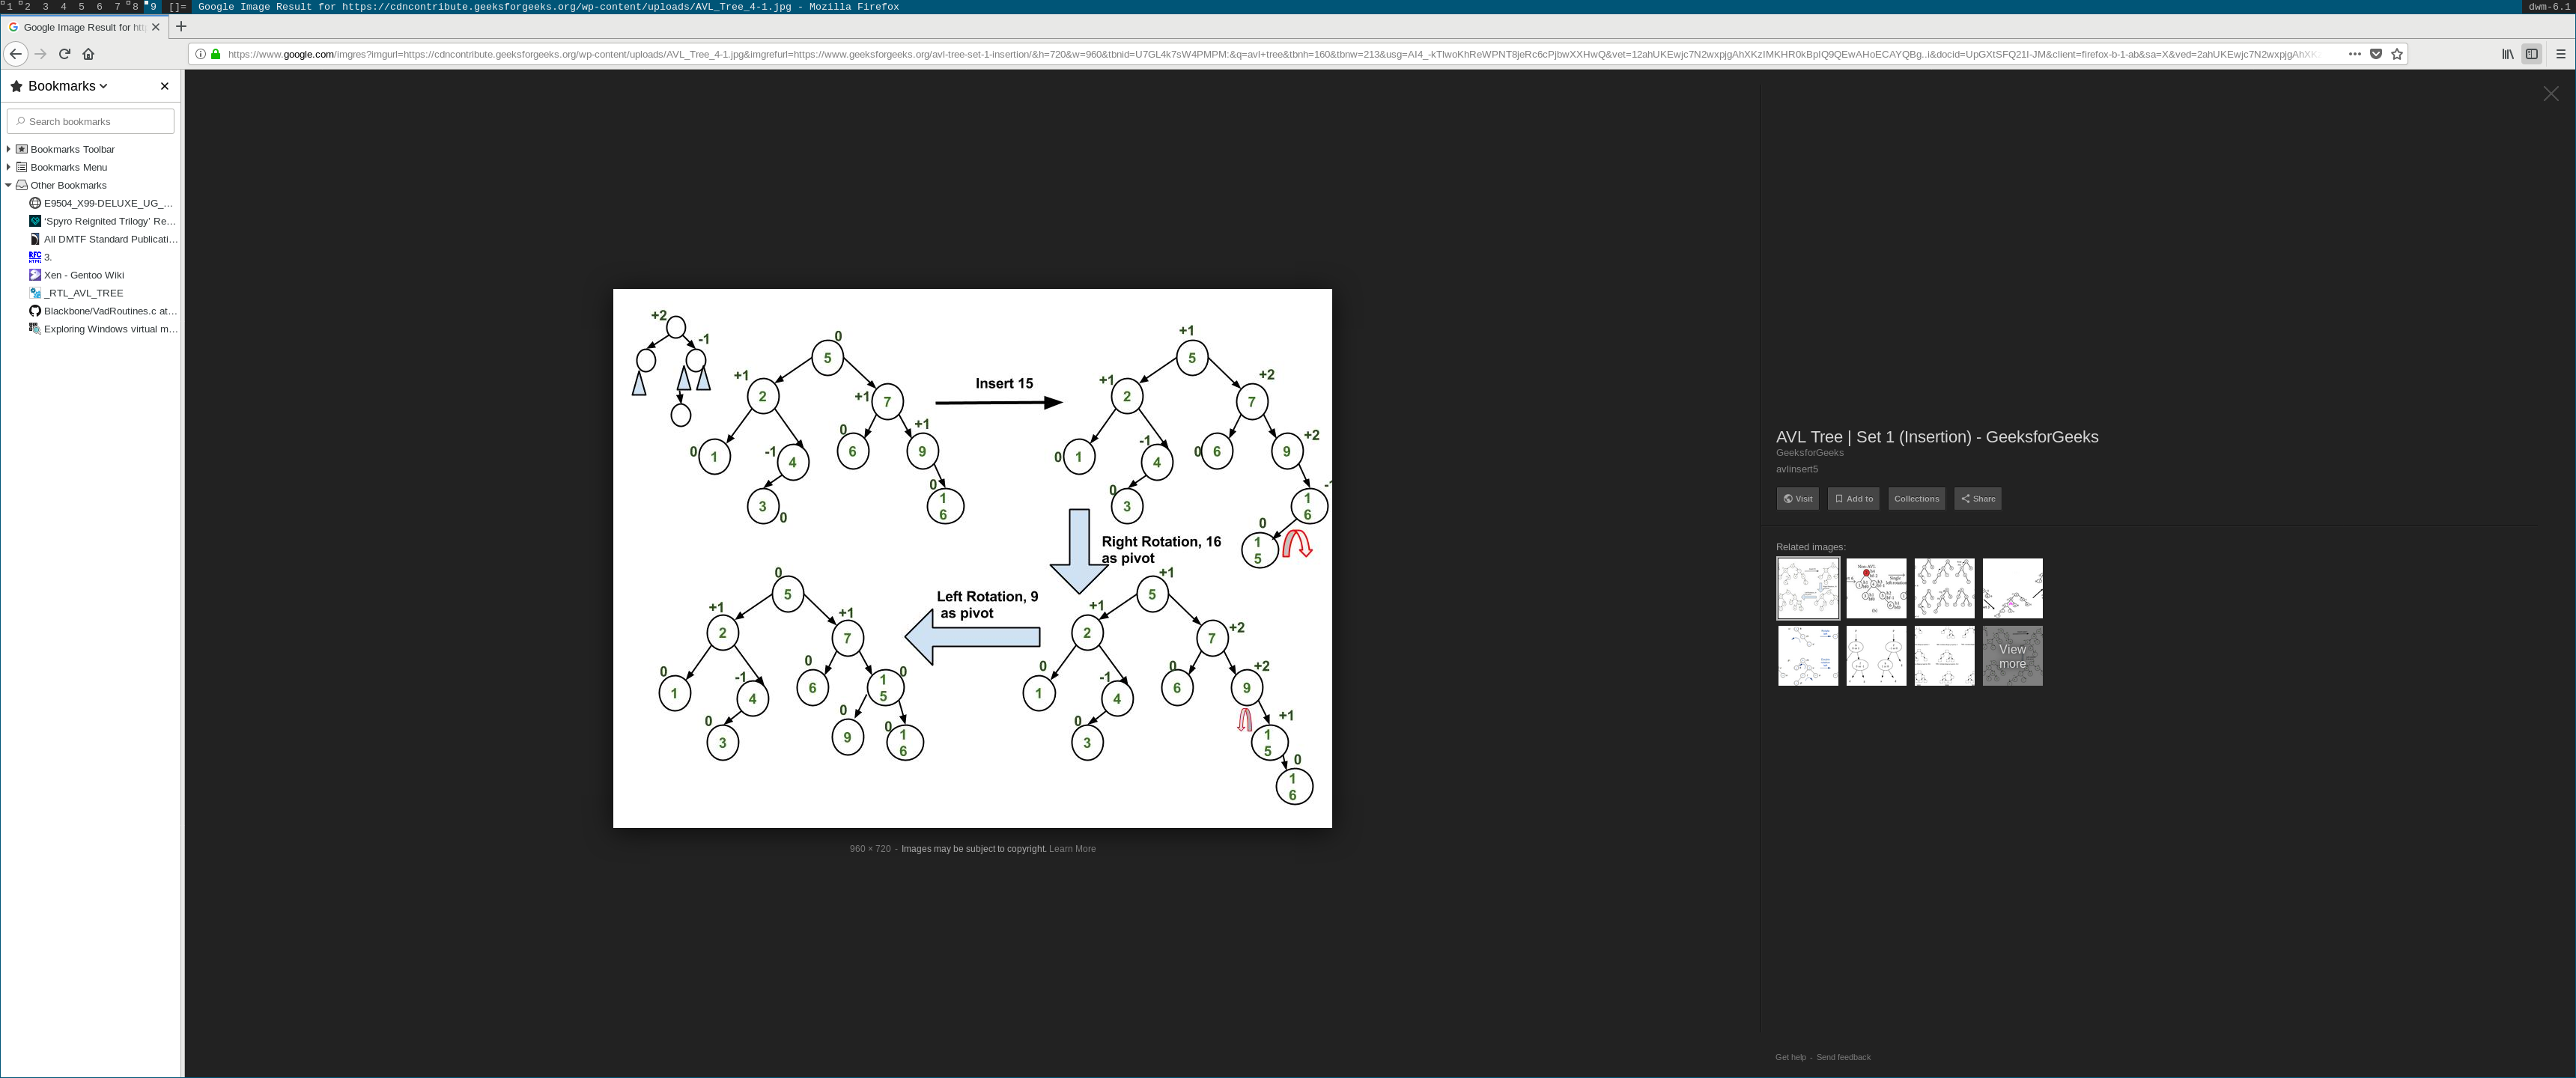 1 2 3 4 5 6 7 8 9 []= Google Image Result for https://cdncontribute.geeksforgeeks.org/wp-content/uploads/AVL_Tree_4-1.jpg - Mozilla Firefox dwm-6.1
Google Image Result for htt
https://www.google.com/imgres?imgurl=https://cdncontribute.geeksforgeeks.org/wp-content/uploads/AVL_Tree_4-1.jpg&imgrefurl=https://www.geeksforgeeks.org/avl-tree-set-1-insertion/&h=720&w=960&tbnid=U7GL4k7sW4PMPM:&q=avl+tree&tbnh=160&tbnw=213&usg=AI4_-kTlwoKhReWPNT8jeRc6cPjbwXXHwQ&vet=12ahUKEwjc7N2wxpjgAhXKzIMKHR0kBpIQ9QEwAHoECAYQBg..i&docid=UpGXtSFQ21I-JM&client=firefox-b-1-ab&sa=X&ved=2ahUKEwjc7N2wxpjgAhXK
Bookmarks
Search bookmarks
Bookmarks Toolbar
Bookmarks Menu
Other Bookmarks
E9504_X99-DELUXE_UG_...
'Spyro Reignited Trilogy' Re...
All DMTF Standard Publicati...
RFC
HTML
3.
Xen - Gentoo Wiki
_RTL_AVL_TREE
Blackbone/VadRoutines.c at...
Exploring Windows virtual m...
+2
-1
0
5
+1
2
+1
7
0
1
-1
4
0
6
+1
9
3
0
0
1
6
Insert 15
+1
5
+1
2
+2
7
0
1
-1
4
0
6
+2
9
0
3
-1
1
6
0
1
5
Right Rotation, 16
as pivot
+1
5
+1
2
+2
7
0
1
-1
4
0
6
+2
9
0
3
+1
1
5
0
1
6
Left Rotation, 9
as pivot
0
5
+1
2
+1
7
0
1
-1
4
0
6
0
1
5
0
3
0
9
0
1
6
960 × 720 - Images may be subject to copyright. Learn More
AVL Tree | Set 1 (Insertion) - GeeksforGeeks
GeeksforGeeks
avlinsert5
Visit Add to Collections Share
Related images:
View
more
Get help - Send feedback